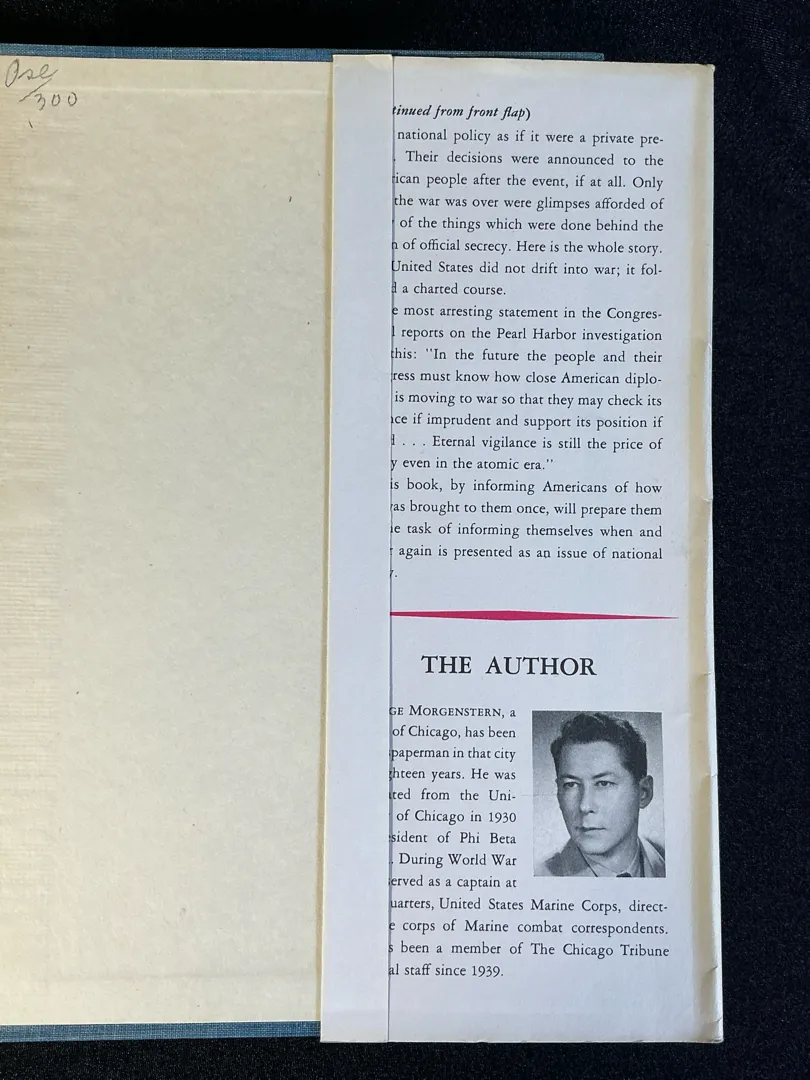 300
tinued from front flap)
national policy as if it were a private pre-
. Their decisions were announced to the
ican people after the event, if at all. Only
the war was over were glimpses afforded of
of the things which were done behind the
n of official secrecy. Here is the whole story.
United States did not drift into war; it fol-
d a charted course.
e most arresting statement in the Congres-
l reports on the Pearl Harbor investigation
this: "In the future the people and their
ress must know how close American diplo-
is moving to war so that they may check its
nce if imprudent and support its position if
d . . . Eternal vigilance is still the price of
y even in the atomic era."
is book, by informing Americans of how
was brought to them once, will prepare them
e task of informing themselves when and
r again is presented as an issue of national
y.
THE AUTHOR
GE MORGENSTERN, a
of Chicago, has been
paperman in that city
hteen years. He was
ted from the Uni-
of Chicago in 1930
sident of Phi Beta
. During World War
erved as a captain at
uarters, United States Marine Corps, direct-
e corps of Marine combat correspondents.
s been a member of The Chicago Tribune
al staff since 1939.